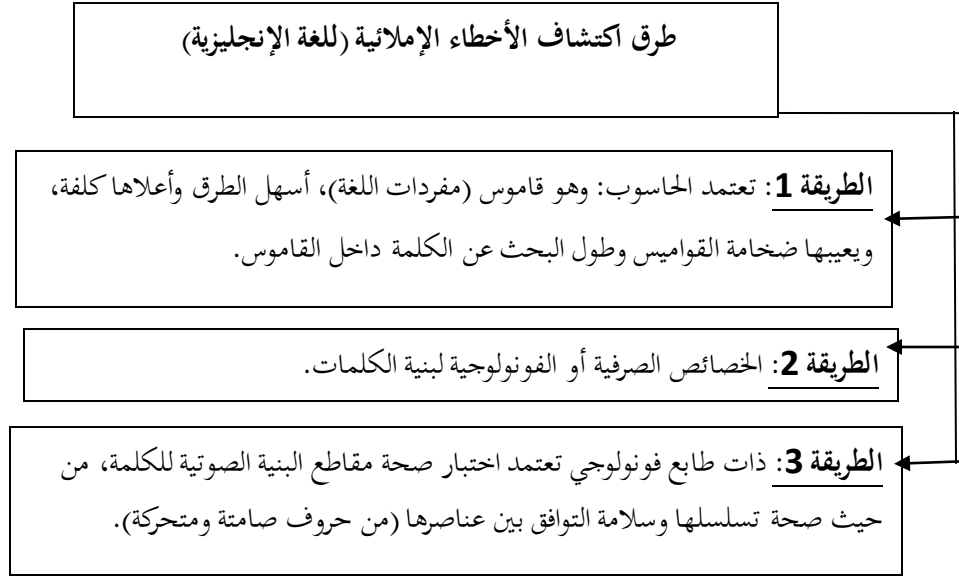 طرق اكتشاف الأخطاء الإملائية (للغة الإنجليزية)
الطريقة 1: تعتمد الحاسوب: وهو قاموس (مفردات اللغة)، أسهل الطرق وأعلاها كلفة،
ويعيبها ضخامة القواميس وطول البحث عن الكلمة داخل القاموس.
الطريقة 2: الخصائص الصرفية أو الفونولوجية لبنية الكلمات.
الطريقة 3: ذات طابع فونولوجي تعتمد اختبار صحة مقاطع البنية الصوتية للكلمة، من
حيث صحة تسلسلها وسلامة التوافق بين عناصرها (من حروف صامتة ومتحركة).